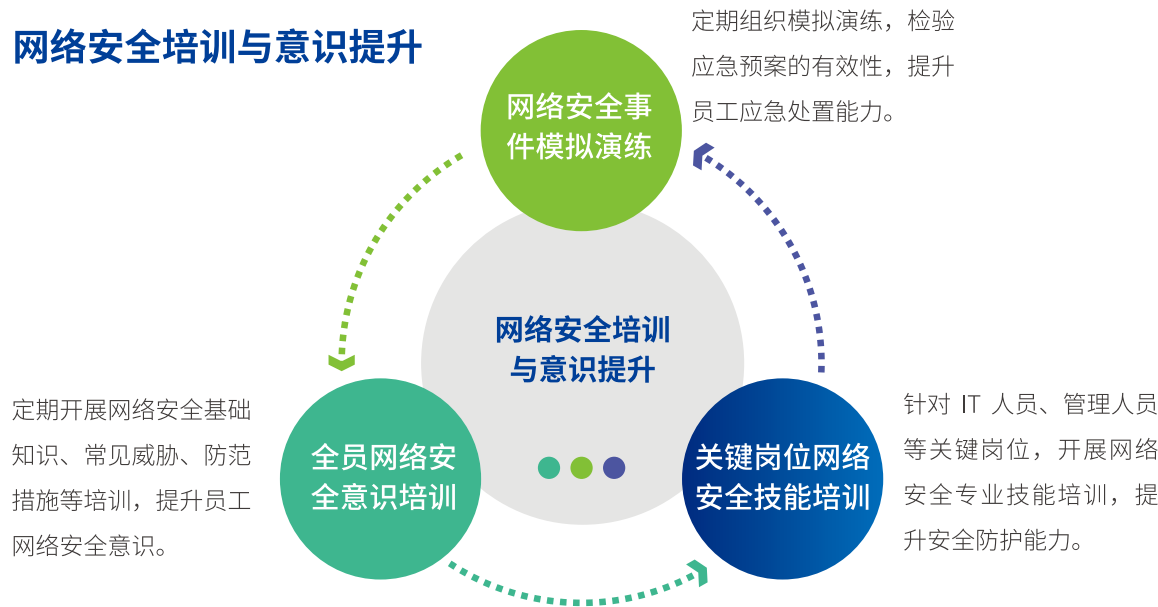 网络安全培训与意识提升
定期组织模拟演练，检验
应急预案的有效性，提升
员工应急处置能力。
网络安全事
件模拟演练
网络安全培训
与意识提升
定期开展网络安全基础
知识、常见威胁、防范
措施等培训，提升员工
网络安全意识。
全员网络安
全意识培训
关键岗位网络
安全技能培训
针对 IT 人员、管理人员
等关键岗位，开展网络
安全专业技能培训，提
升安全防护能力。